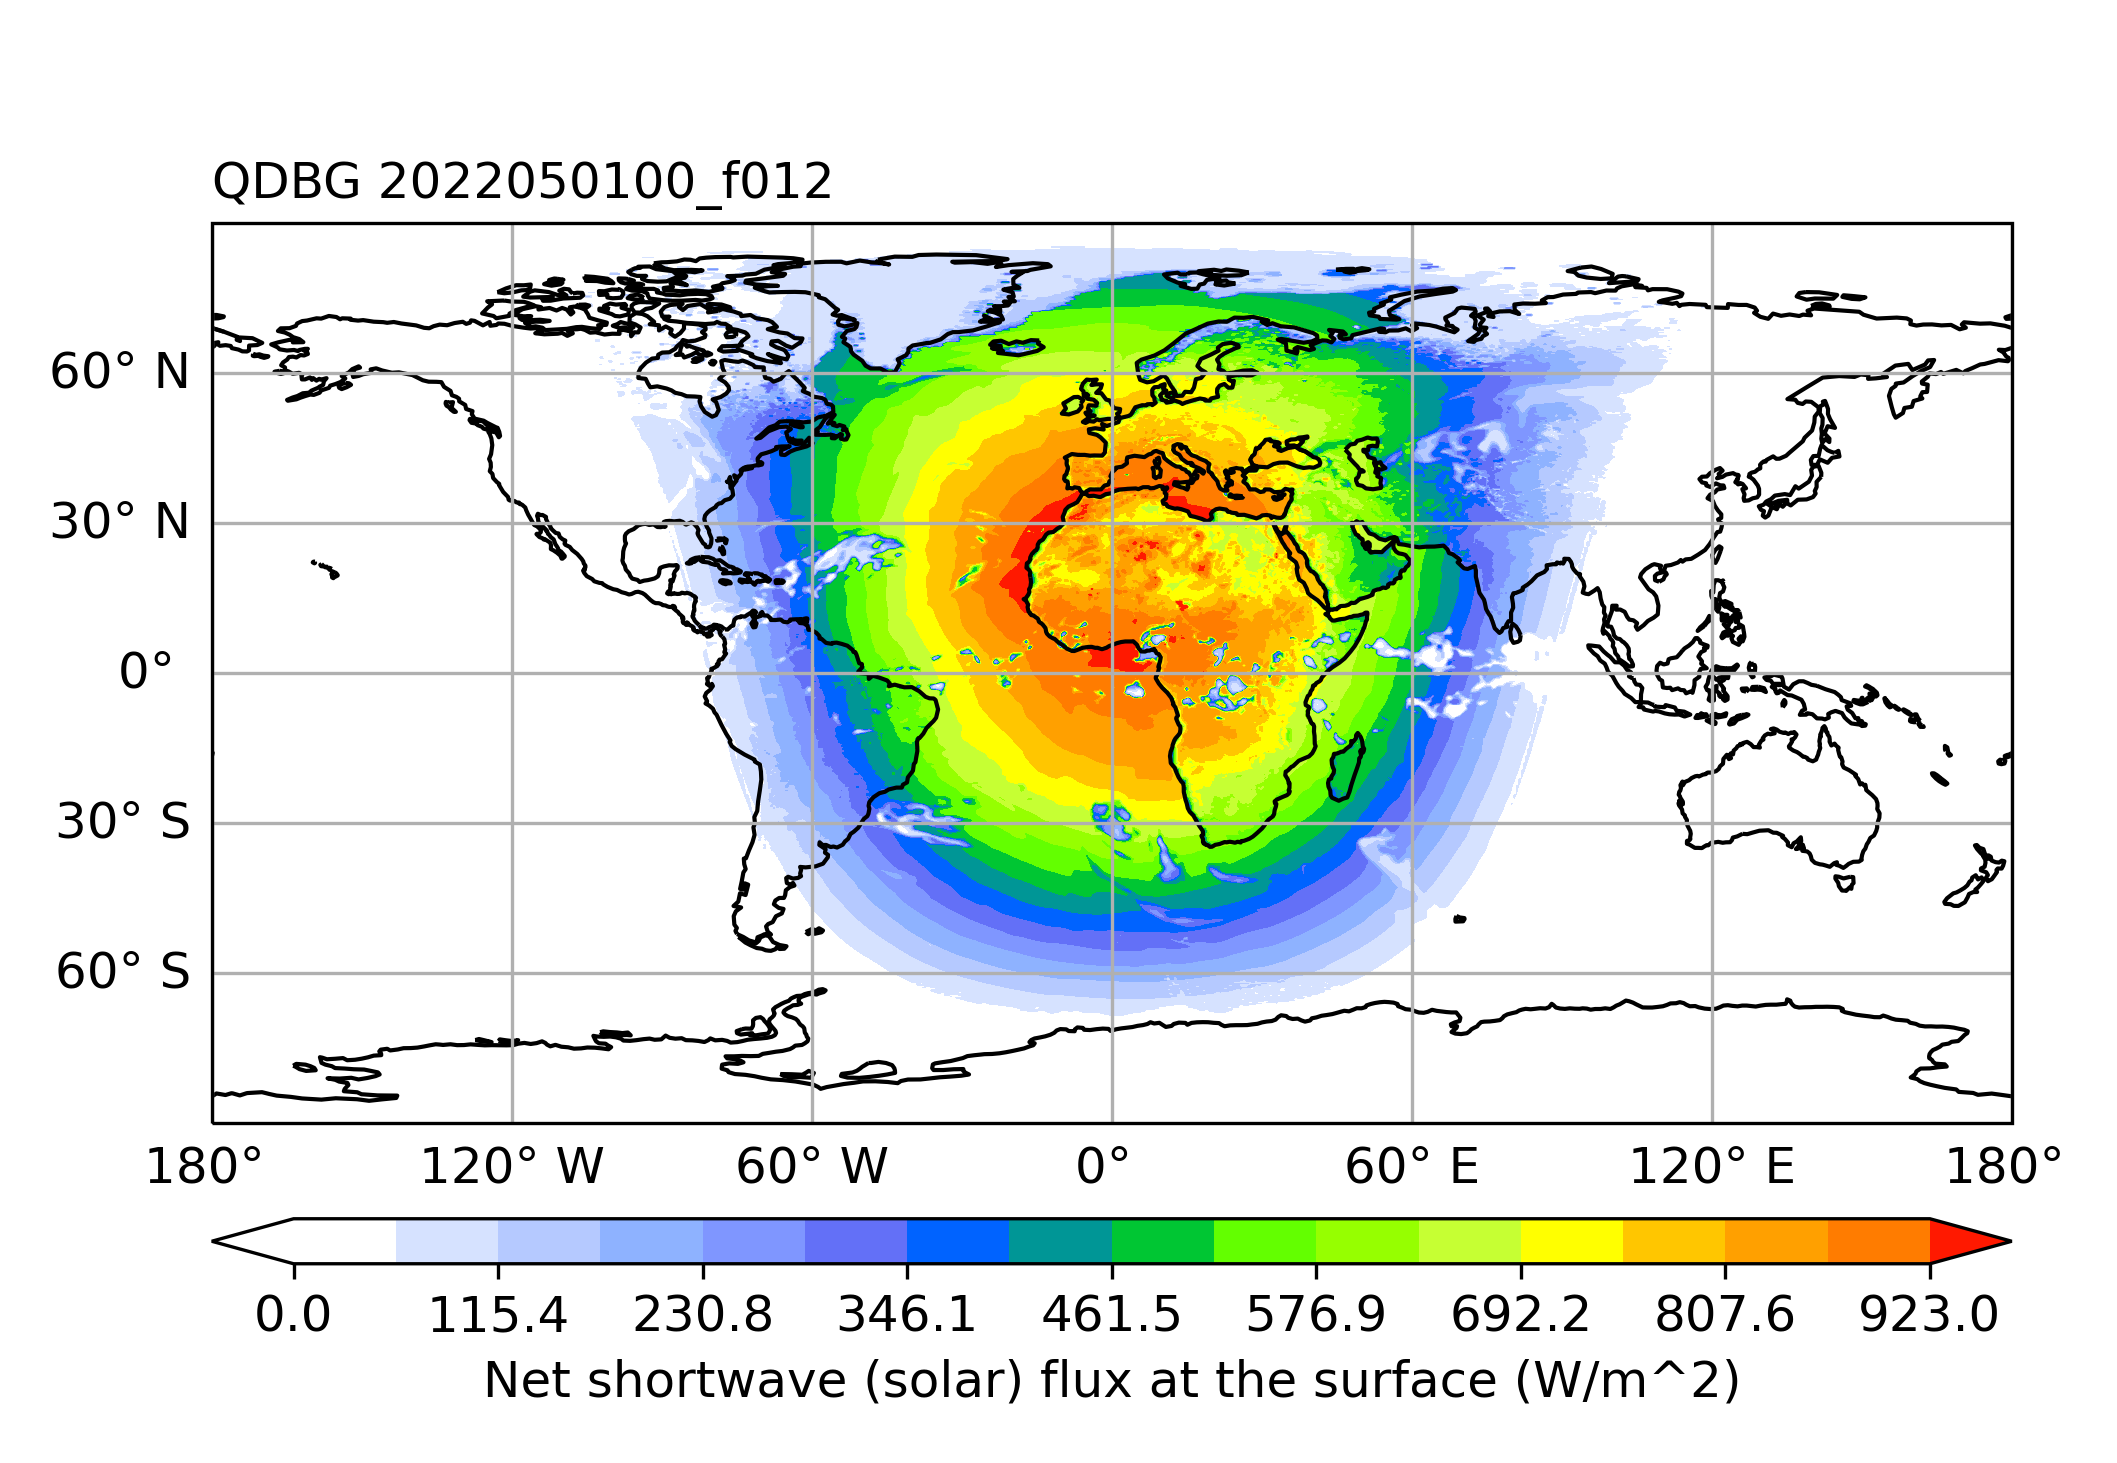 QDBG 2022050100_f012
60° N
30° N
0°
30° S
60° S
180° 120° W 60° W 0° 60° E 120° E 180°
0.0 115.4 230.8 346.1 461.5 576.9 692.2 807.6 923.0
Net shortwave (solar) flux at the surface (W/m^2)